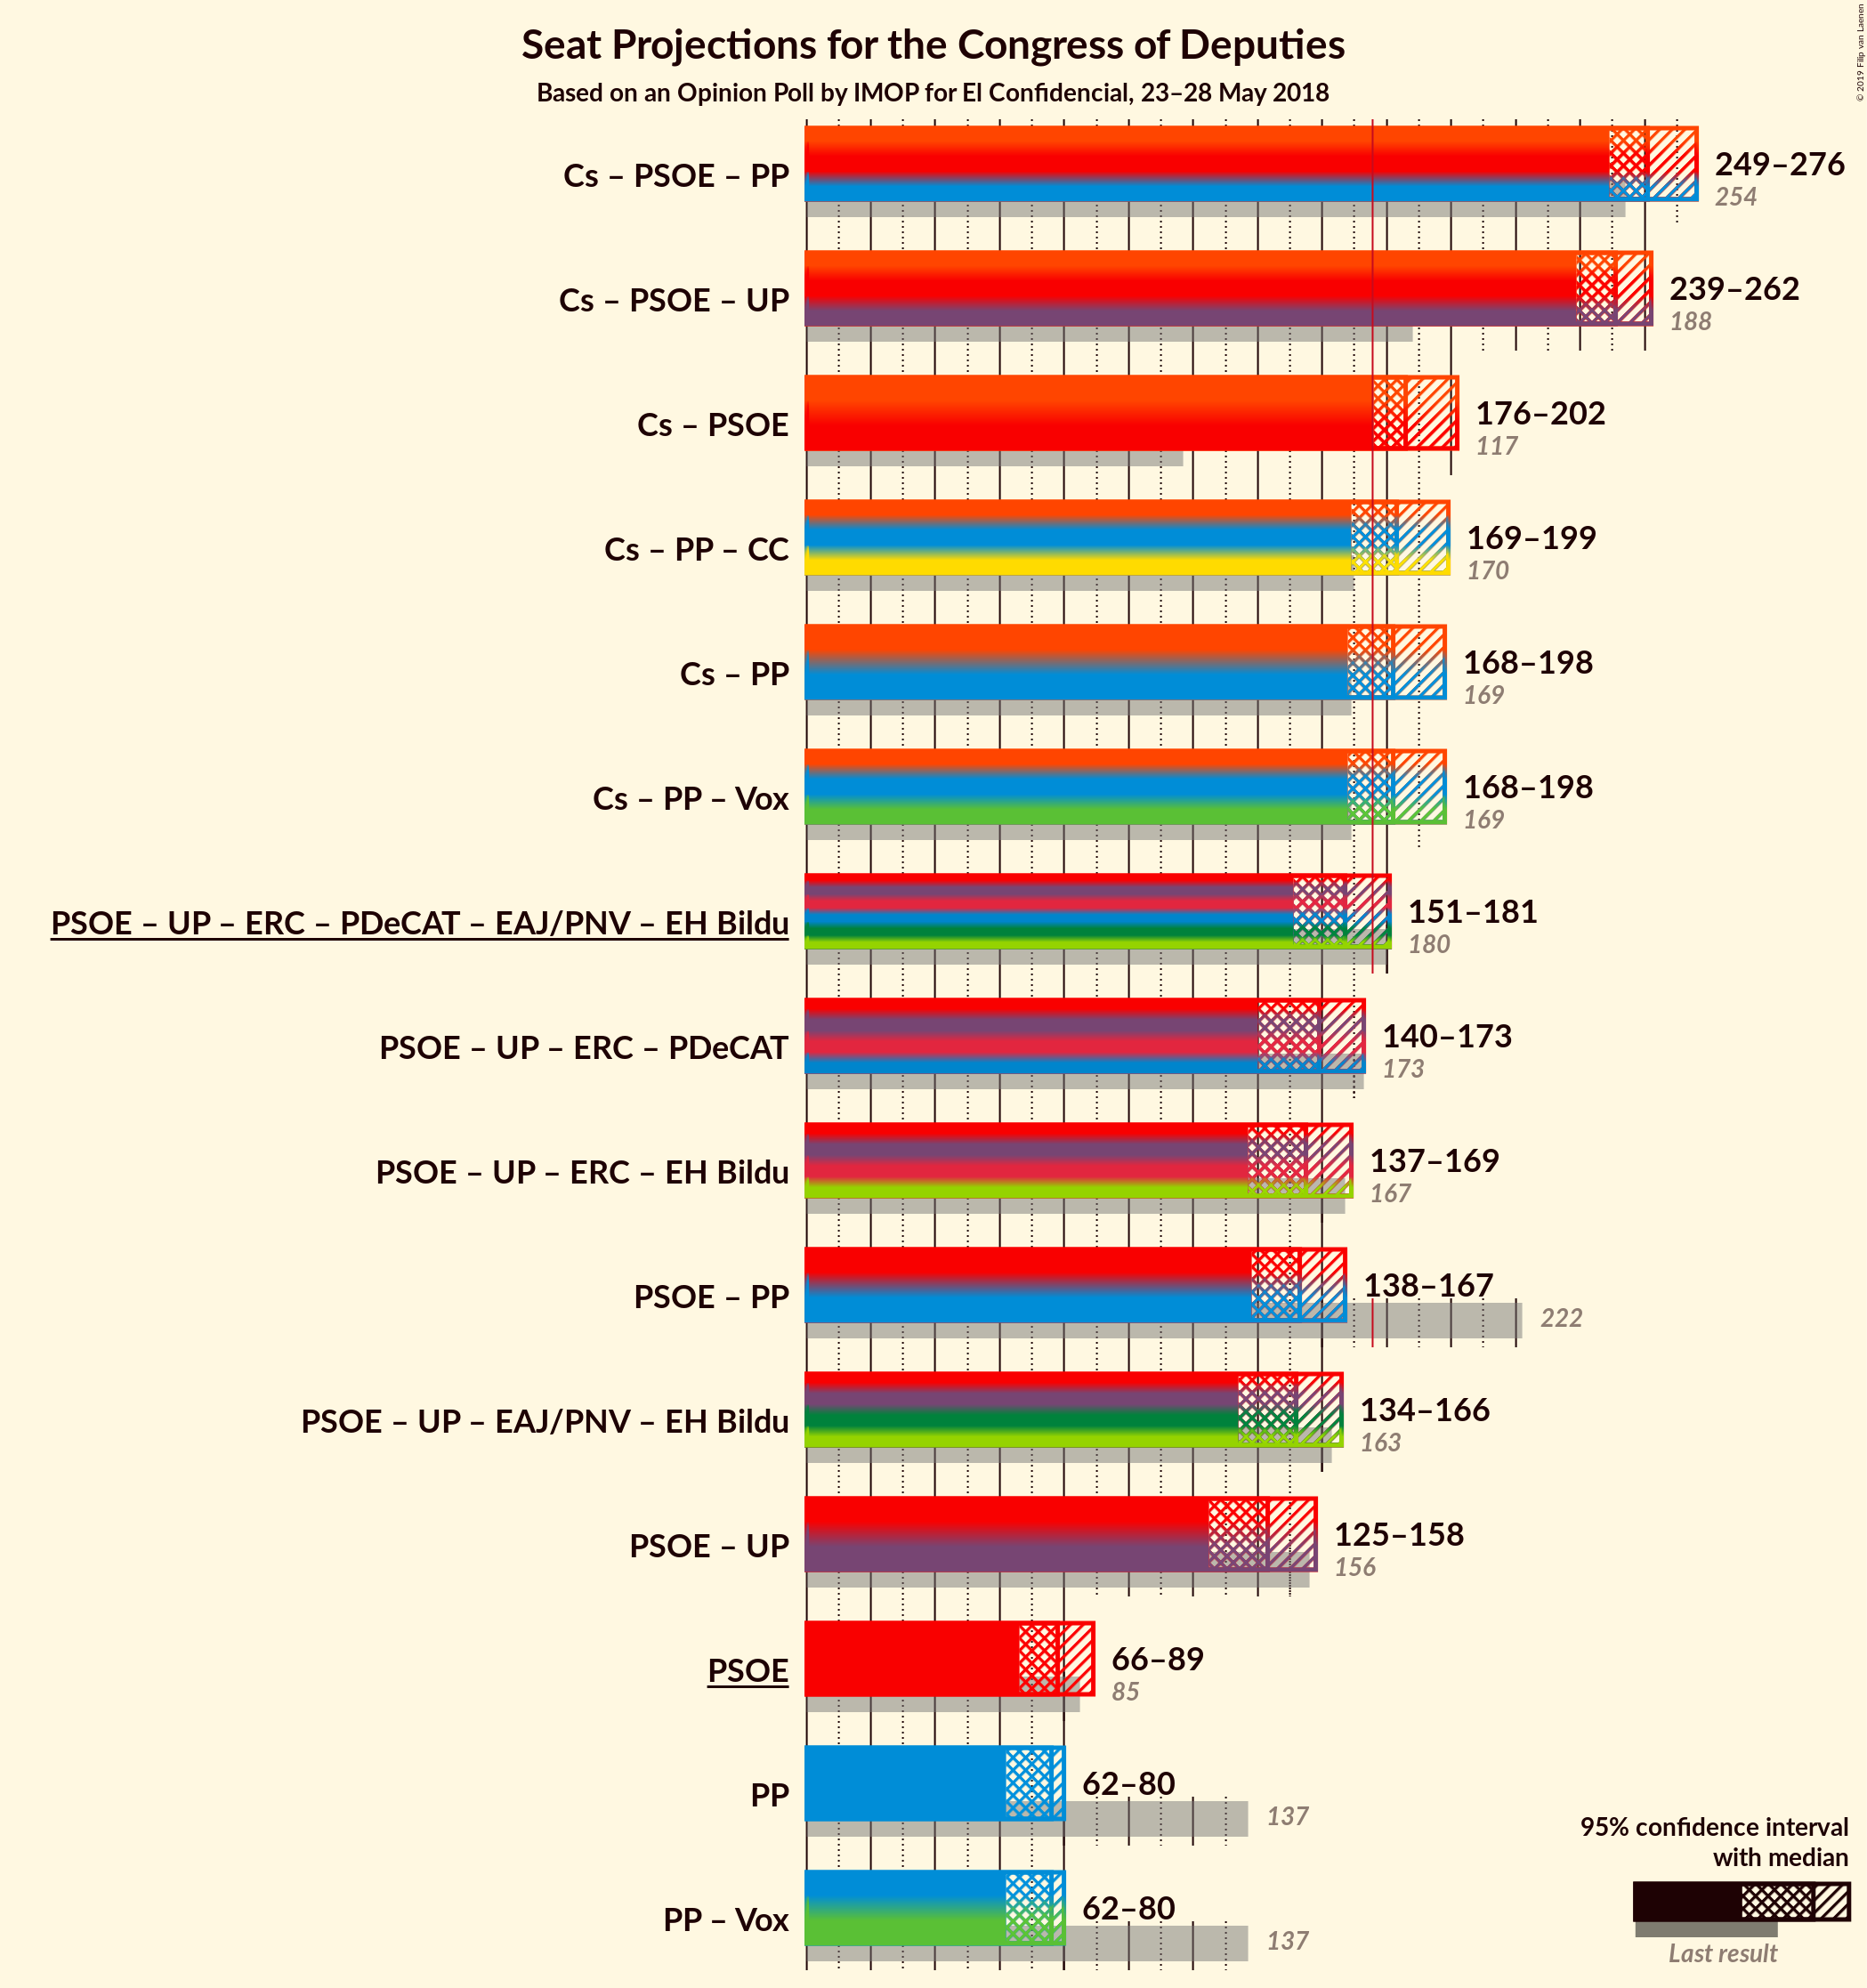 Seat Projections for the Congress of Deputies
Based on an Opinion Poll by IMOP for El Confidencial, 23–28 May 2018
© 2019 Filip van Laenen
Cs – PSOE – PP
249–276
254
Cs – PSOE – UP
239–262
188
Cs – PSOE
176–202
117
Cs – PP – CC
169–199
170
Cs – PP
168–198
169
Cs – PP – Vox
168–198
169
PSOE – UP – ERC – PDeCAT – EAJ/PNV – EH Bildu
151–181
180
PSOE – UP – ERC – PDeCAT
140–173
173
PSOE – UP – ERC – EH Bildu
137–169
167
PSOE – PP
138–167
222
PSOE – UP – EAJ/PNV – EH Bildu
134–166
163
PSOE – UP
125–158
156
PSOE
66–89
85
PP
62–80
137
PP – Vox
62–80
137
95% confidence interval
with median
Last result